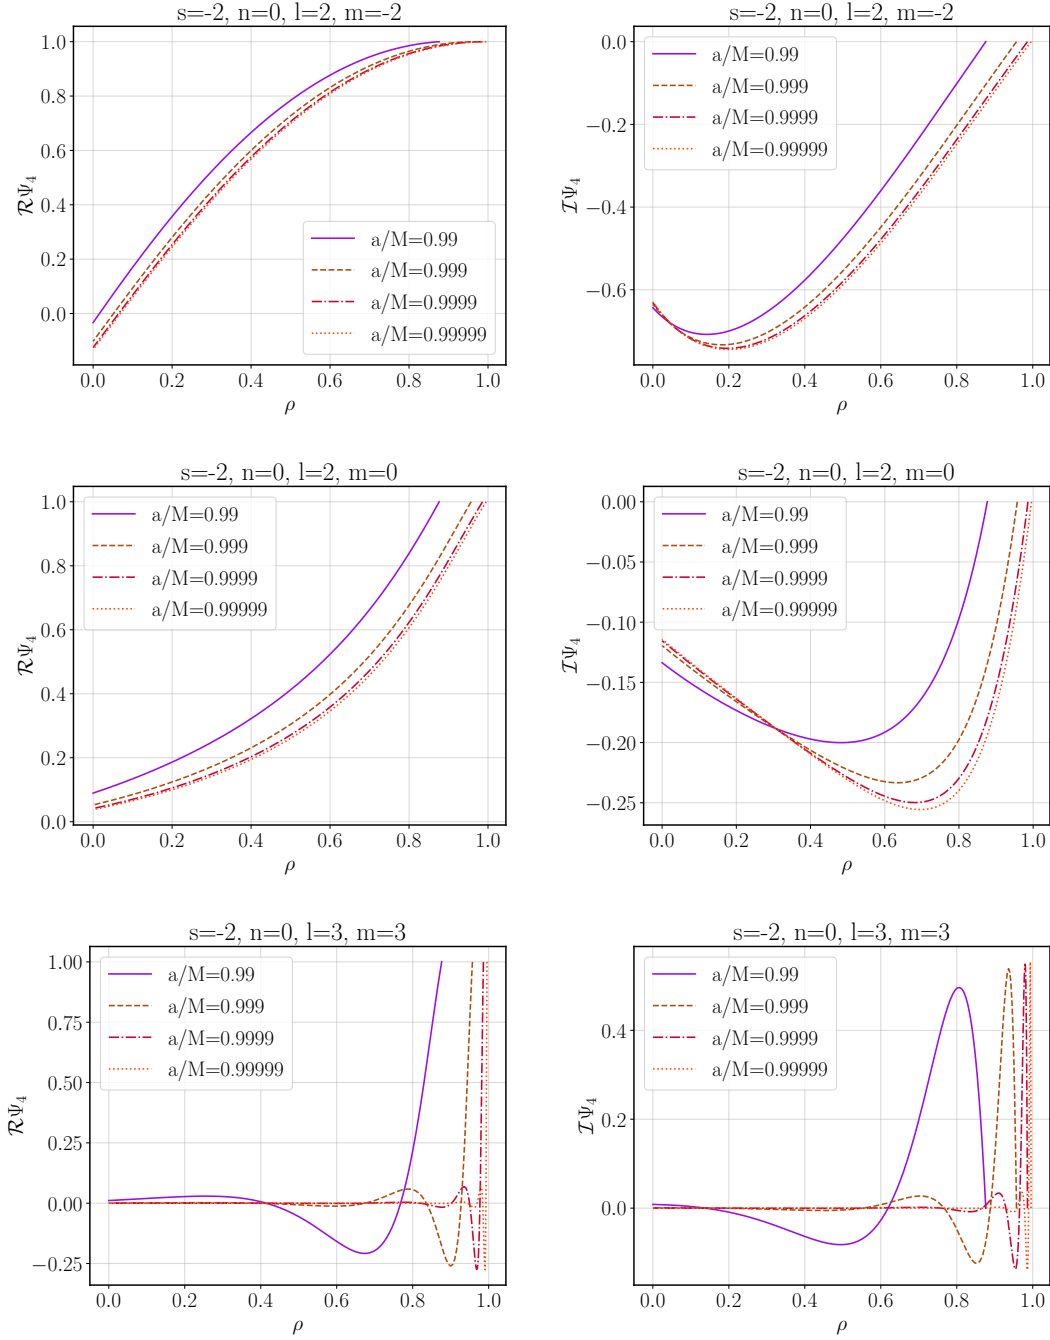 s=-2, n=0, l=2, m=-2
1.0
0.8
0.6
0.4
0.2
0.0
ℛΨ₄
a/M=0.99
a/M=0.999
a/M=0.9999
a/M=0.99999
0.0 0.2 0.4 0.6 0.8 1.0
ρ
s=-2, n=0, l=2, m=-2
0.0
−0.2
−0.4
−0.6
ℐΨ₄
a/M=0.99
a/M=0.999
a/M=0.9999
a/M=0.99999
0.0 0.2 0.4 0.6 0.8 1.0
ρ
s=-2, n=0, l=2, m=0
1.0
0.8
0.6
0.4
0.2
0.0
ℛΨ₄
a/M=0.99
a/M=0.999
a/M=0.9999
a/M=0.99999
0.0 0.2 0.4 0.6 0.8 1.0
ρ
s=-2, n=0, l=2, m=0
0.00
−0.05
−0.10
−0.15
−0.20
−0.25
ℐΨ₄
a/M=0.99
a/M=0.999
a/M=0.9999
a/M=0.99999
0.0 0.2 0.4 0.6 0.8 1.0
ρ
s=-2, n=0, l=3, m=3
1.00
0.75
0.50
0.25
0.00
−0.25
ℛΨ₄
a/M=0.99
a/M=0.999
a/M=0.9999
a/M=0.99999
0.0 0.2 0.4 0.6 0.8 1.0
ρ
s=-2, n=0, l=3, m=3
0.4
0.2
0.0
ℐΨ₄
a/M=0.99
a/M=0.999
a/M=0.9999
a/M=0.99999
0.0 0.2 0.4 0.6 0.8 1.0
ρ